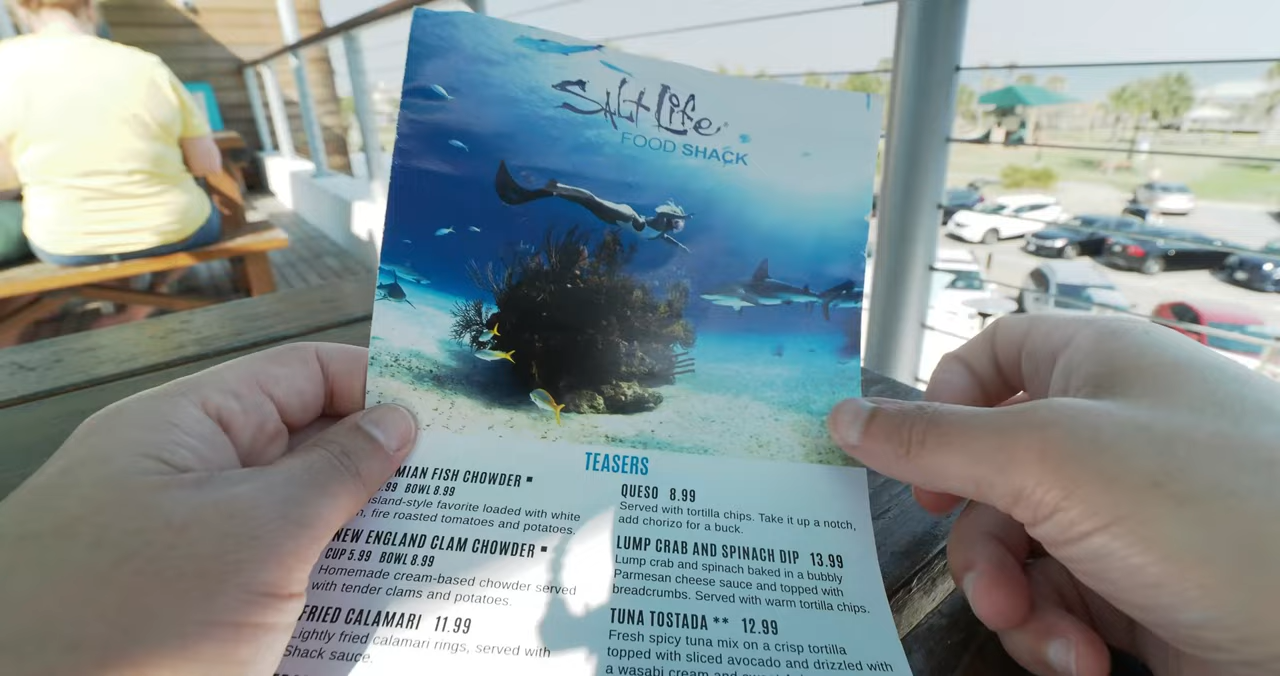 Salt Life
FOOD SHACK
TEASERS
MIAN FISH CHOWDER
.99 BOWL 8.99
island-style favorite loaded with white
fire roasted tomatoes and potatoes.
NEW ENGLAND CLAM CHOWDER
CUP 5.99 BOWL 8.99
Homemade cream-based chowder served
with tender clams and potatoes.
FRIED CALAMARI 11.99
Lightly fried calamari rings, served with
Shack sauce.
QUESO 8.99
Served with tortilla chips. Take it up a notch,
add chorizo for a buck.
LUMP CRAB AND SPINACH DIP 13.99
Lump crab and spinach baked in a bubbly
Parmesan cheese sauce and topped with
breadcrumbs. Served with warm tortilla chips.
TUNA TOSTADA ** 12.99
Fresh spicy tuna mix on a crisp tortilla
topped with sliced avocado and drizzled with
a wasabi cream and sweet